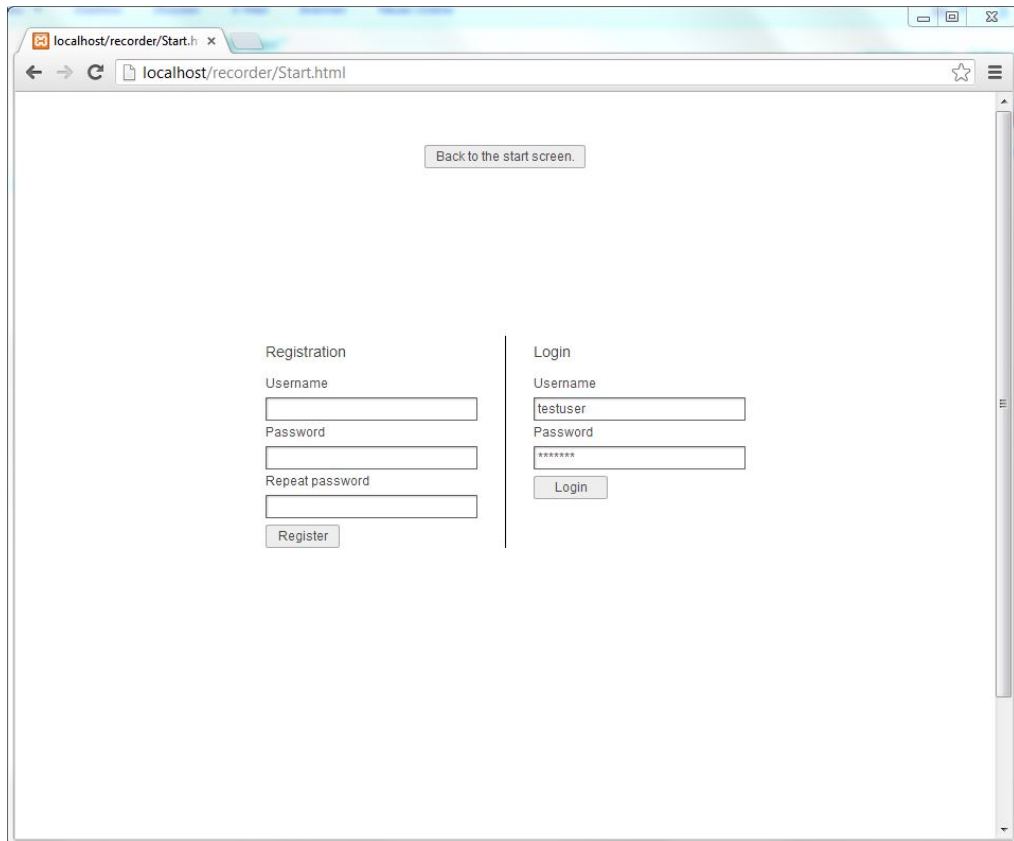 localhost/recorder/Start.h
localhost/recorder/Start.html
Back to the start screen.
Registration
Username
Password
Repeat password
Register
Login
Username
testuser
Password
*******
Login